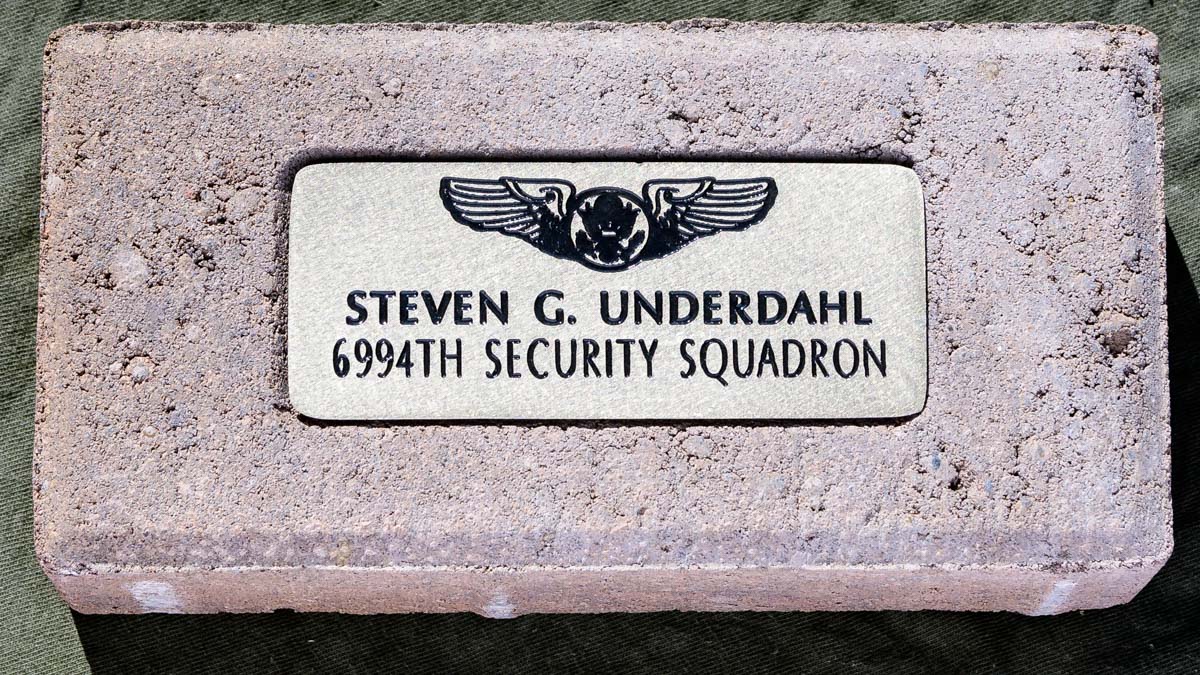 STEVEN G. UNDERDAHL
6994TH SECURITY SQUADRON